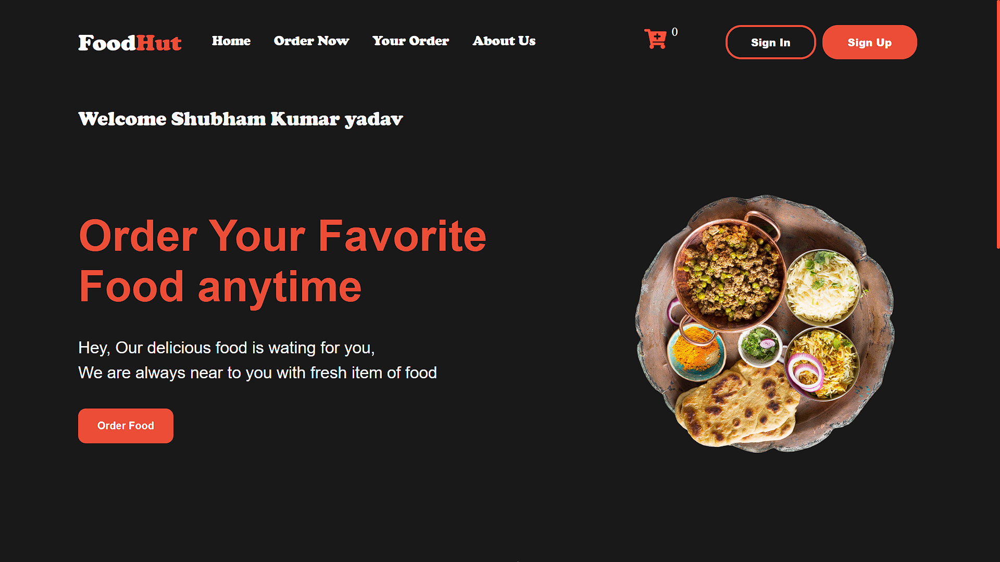 FoodHut Home Order Now Your Order About Us 0 Sign In Sign Up
Welcome Shubham Kumar yadav
Order Your Favorite
Food anytime
Hey, Our delicious food is wating for you,
We are always near to you with fresh item of food
Order Food